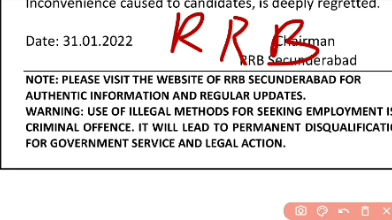 Inconvenience caused to candidates, is deeply regretted.
Date: 31.01.2022
R R B
Chairman
RRB Secunderabad
NOTE: PLEASE VISIT THE WEBSITE OF RRB SECUNDERABAD FOR
AUTHENTIC INFORMATION AND REGULAR UPDATES.
WARNING: USE OF ILLEGAL METHODS FOR SEEKING EMPLOYMENT IS
CRIMINAL OFFENCE. IT WILL LEAD TO PERMANENT DISQUALIFICATI
FOR GOVERNMENT SERVICE AND LEGAL ACTION.